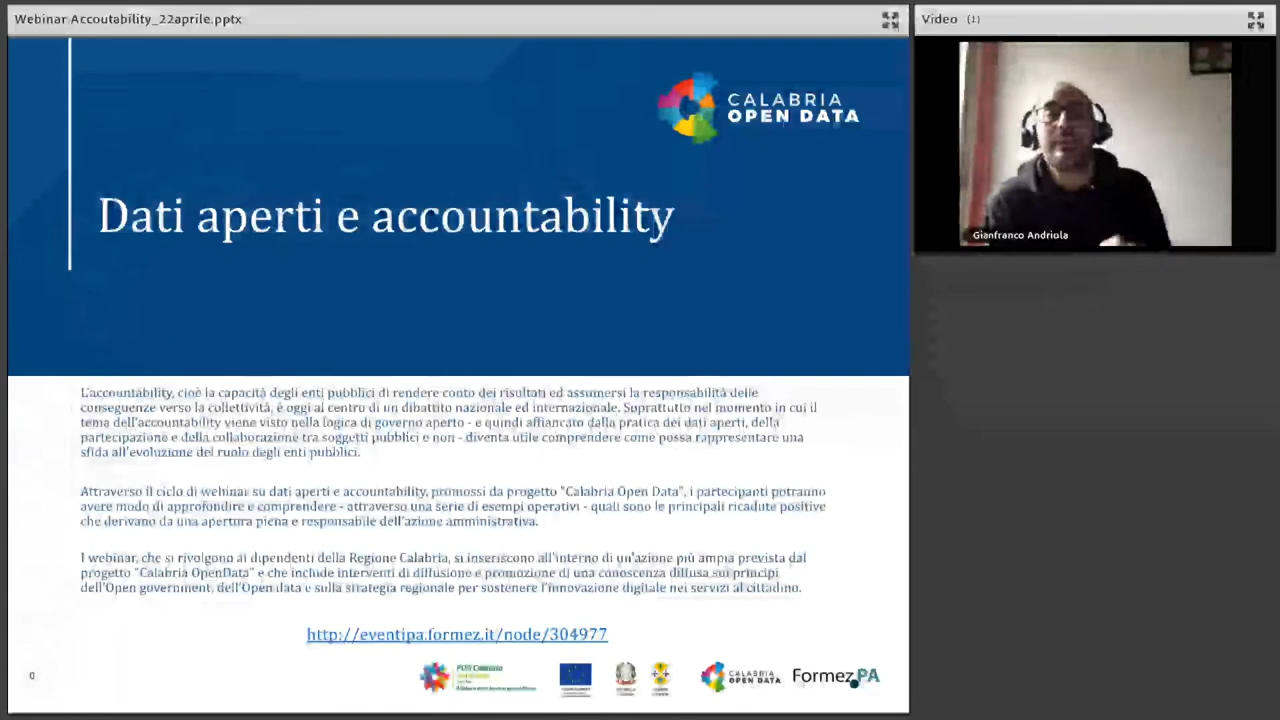 Webinar Accoutability_22aprile.pptx
Video (1)
CALABRIA
OPEN DATA
Dati aperti e accountability
Gianfranco Andriola
L'accountability, cioè la capacità degli enti pubblici di rendere conto dei risultati ed assumersi la responsabilità delle
conseguenze verso la collettività, è oggi al centro di un dibattito nazionale ed internazionale. Soprattutto nel momento in cui il
tema dell'accountability viene visto nella logica di governo aperto - e quindi affiancato dalla pratica dei dati aperti, della
partecipazione e della collaborazione tra soggetti pubblici e non - diventa utile comprendere come possa rappresentare una
sfida all'evoluzione del ruolo degli enti pubblici.
Attraverso il ciclo di webinar su dati aperti e accountability, promossi da progetto "Calabria Open Data", i partecipanti potranno
avere modo di approfondire e comprendere - attraverso una serie di esempi operativi - quali sono le principali ricadute positive
che derivano da una apertura piena e responsabile dell'azione amministrativa.
I webinar, che si rivolgono ai dipendenti della Regione Calabria, si inseriscono all'interno di un'azione più ampia prevista dal
progetto "Calabria OpenData" e che include interventi di diffusione e promozione di una conoscenza diffusa sui principi
dell'Open government, dell'Open data e sulla strategia regionale per sostenere l'innovazione digitale nei servizi al cittadino.
http://eventipa.formez.it/node/304977
0
CALABRIA
OPEN DATA
FormezPA